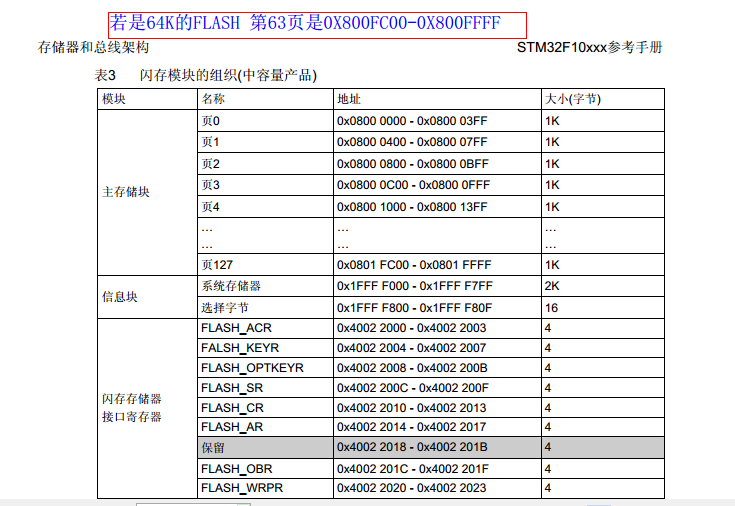 若是64K的FLASH 第63页是0X800FC00-0X800FFFF
存储器和总线架构 STM32F10xxx参考手册
表3 闪存模块的组织(中容量产品)
模块 名称 地址 大小(字节)
主存储块
页0 0x0800 0000 - 0x0800 03FF 1K
页1 0x0800 0400 - 0x0800 07FF 1K
页2 0x0800 0800 - 0x0800 0BFF 1K
页3 0x0800 0C00 - 0x0800 0FFF 1K
页4 0x0800 1000 - 0x0800 13FF 1K
… … …
… … …
页127 0x0801 FC00 - 0x0801 FFFF 1K
信息块
系统存储器 0x1FFF F000 - 0x1FFF F7FF 2K
选择字节 0x1FFF F800 - 0x1FFF F80F 16
闪存存储器
接口寄存器
FLASH_ACR 0x4002 2000 - 0x4002 2003 4
FALSH_KEYR 0x4002 2004 - 0x4002 2007 4
FLASH_OPTKEYR 0x4002 2008 - 0x4002 200B 4
FLASH_SR 0x4002 200C - 0x4002 200F 4
FLASH_CR 0x4002 2010 - 0x4002 2013 4
FLASH_AR 0x4002 2014 - 0x4002 2017 4
保留 0x4002 2018 - 0x4002 201B 4
FLASH_OBR 0x4002 201C - 0x4002 201F 4
FLASH_WRPR 0x4002 2020 - 0x4002 2023 4